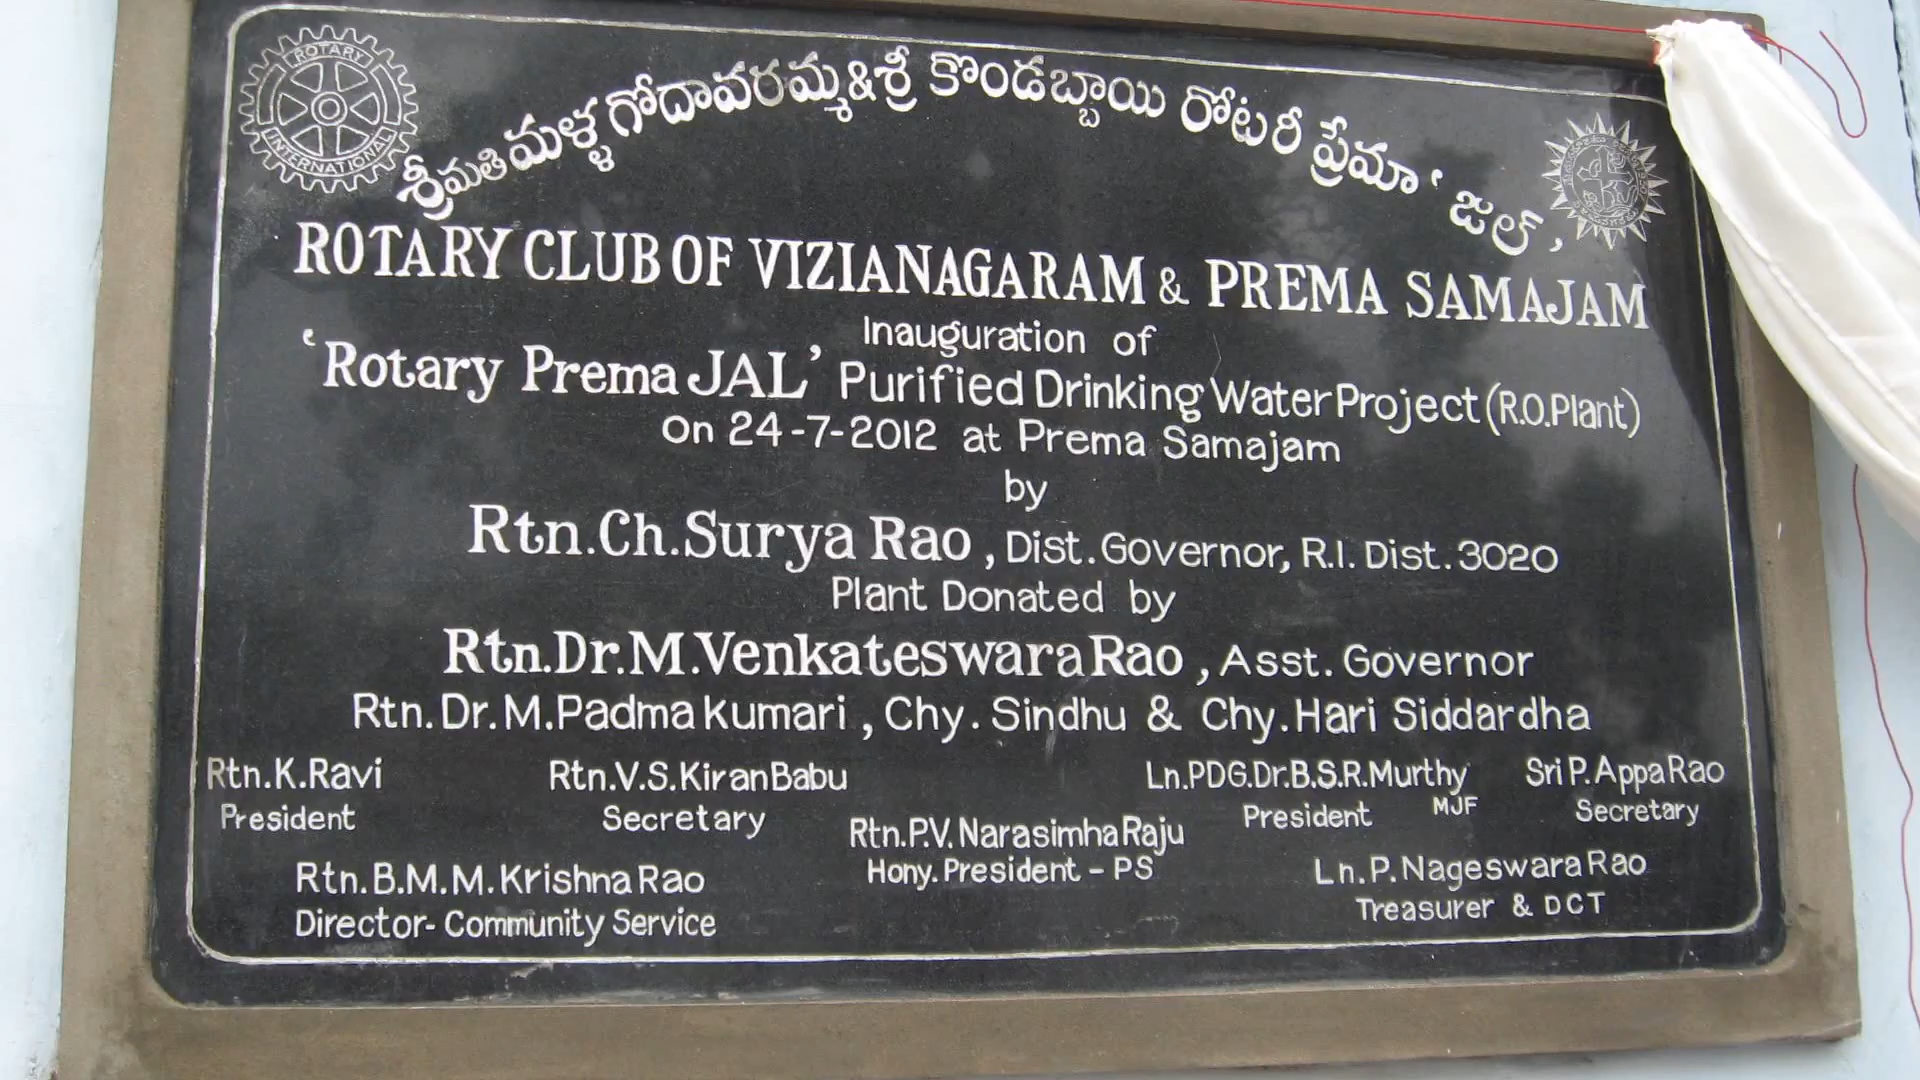 ROTARY
INTERNATIONAL
శ్రీమతి మళ్ళ గోదావరమ్మ & శ్రీ కొండబ్బాయి రోటరీ ప్రేమా ‘జల్’
ROTARY CLUB OF VIZIANAGARAM & PREMA SAMAJAM
Inauguration of
‘Rotary Prema JAL’ Purified Drinking Water Project (R.O.Plant)
on 24-7-2012 at Prema Samajam
by
Rtn.Ch.Surya Rao, Dist. Governor, R.I. Dist. 3020
Plant Donated by
Rtn.Dr.M.Venkateswara Rao, Asst. Governor
Rtn.Dr.M.Padma kumari, Chy. Sindhu & Chy. Hari Siddardha
Rtn.K.Ravi Rtn.V.S.Kiran Babu Ln.PDG.Dr.B.S.R.Murthy Sri P.Appa Rao
President Secretary President MJF Secretary
Rtn.P.V.Narasimha Raju
Hony. President - PS
Rtn.B.M.M.Krishna Rao Ln.P.Nageswara Rao
Director- Community Service Treasurer & DCT